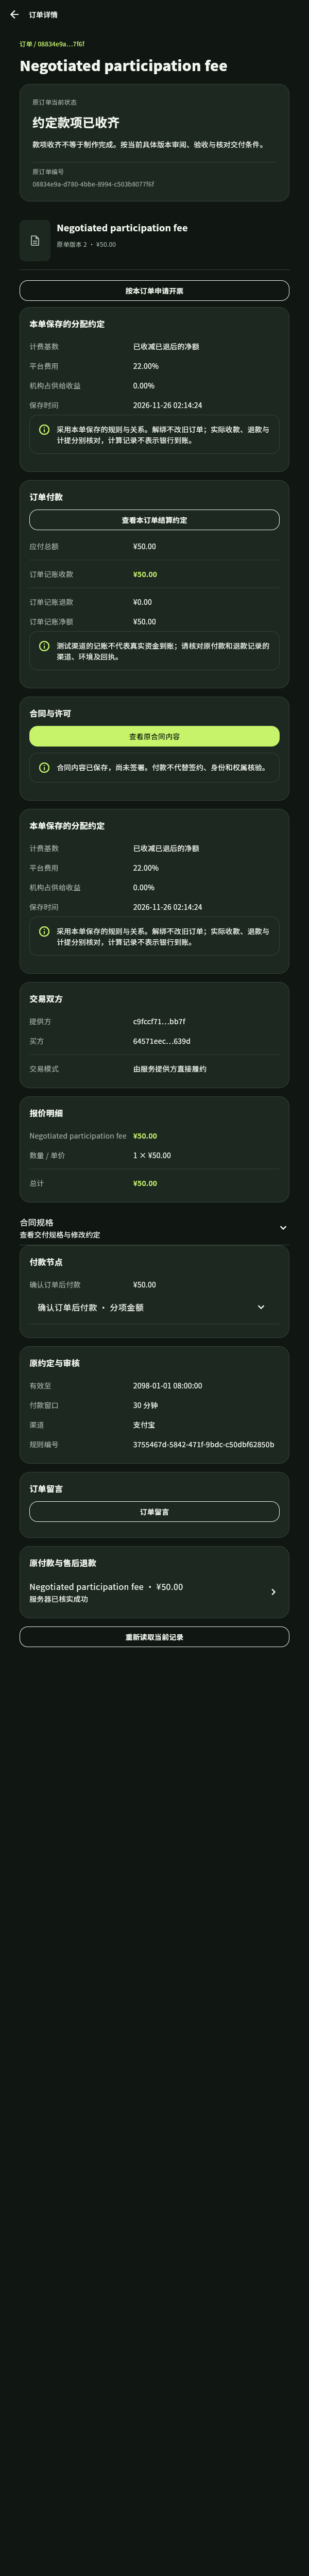 订单详情
订单 / 08834e9a…7f6f
Negotiated participation fee
原订单当前状态
约定款项已收齐
款项收齐不等于制作完成。按当前具体版本审阅、验收与核对交付条件。
原订单编号
08834e9a-d780-4bbe-8994-c503b8077f6f
Negotiated participation fee
原单版本 2 · ¥50.00
按本订单申请开票
本单保存的分配约定
计费基数 已收减已退后的净额
平台费用 22.00%
机构占供给收益 0.00%
保存时间 2026-11-26 02:14:24
采用本单保存的规则与关系。解绑不改旧订单；实际收款、退款与
计提分别核对，计算记录不表示银行到账。
订单付款
查看本订单结算约定
应付总额 ¥50.00
订单记账收款 ¥50.00
订单记账退款 ¥0.00
订单记账净额 ¥50.00
测试渠道的记账不代表真实资金到账；请核对原付款和退款记录的
渠道、环境及回执。
合同与许可
查看原合同内容
合同内容已保存，尚未签署。付款不代替签约、身份和权属核验。
本单保存的分配约定
计费基数 已收减已退后的净额
平台费用 22.00%
机构占供给收益 0.00%
保存时间 2026-11-26 02:14:24
采用本单保存的规则与关系。解绑不改旧订单；实际收款、退款与
计提分别核对，计算记录不表示银行到账。
交易双方
提供方 c9fccf71…bb7f
买方 64571eec…639d
交易模式 由服务提供方直接履约
报价明细
Negotiated participation fee ¥50.00
数量 / 单价 1 × ¥50.00
总计 ¥50.00
合同规格
查看交付规格与修改约定
付款节点
确认订单后付款 ¥50.00
确认订单后付款 · 分项金额
原约定与审核
有效至 2098-01-01 08:00:00
付款窗口 30 分钟
渠道 支付宝
规则编号 3755467d-5842-471f-9bdc-c50dbf62850b
订单留言
订单留言
原付款与售后退款
Negotiated participation fee · ¥50.00
服务器已核实成功
重新读取当前记录